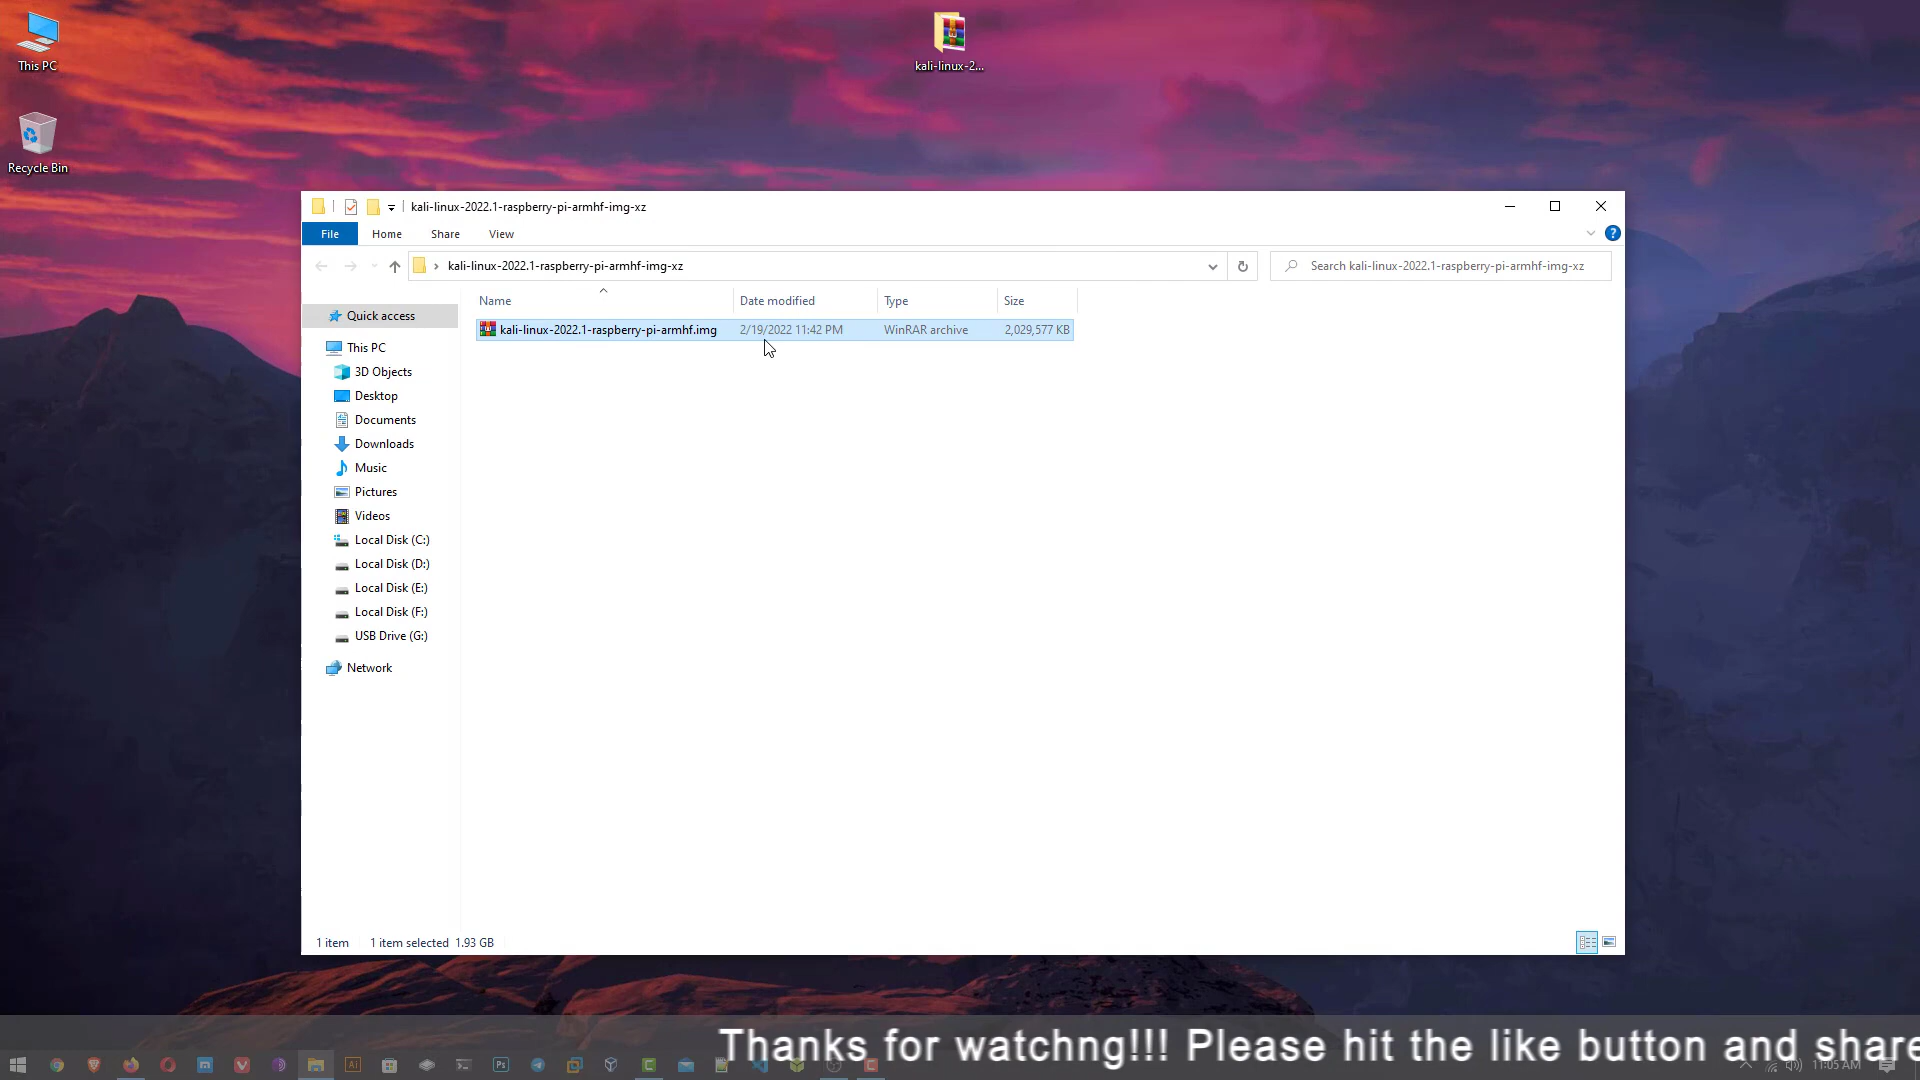 This PC
kali-linux-2...
Recycle Bin
kali-linux-2022.1-raspberry-pi-armhf-img-xz
File Home Share View
kali-linux-2022.1-raspberry-pi-armhf-img-xz
Search kali-linux-2022.1-raspberry-pi-armhf-img-xz
Name Date modified Type Size
kali-linux-2022.1-raspberry-pi-armhf.img 2/19/2022 11:42 PM WinRAR archive 2,029,577 KB
Quick access
This PC
3D Objects
Desktop
Documents
Downloads
Music
Pictures
Videos
Local Disk (C:)
Local Disk (D:)
Local Disk (E:)
Local Disk (F:)
USB Drive (G:)
Network
1 item 1 item selected 1.93 GB
Thanks for watchng!!! Please hit the like button and share
11:05 AM